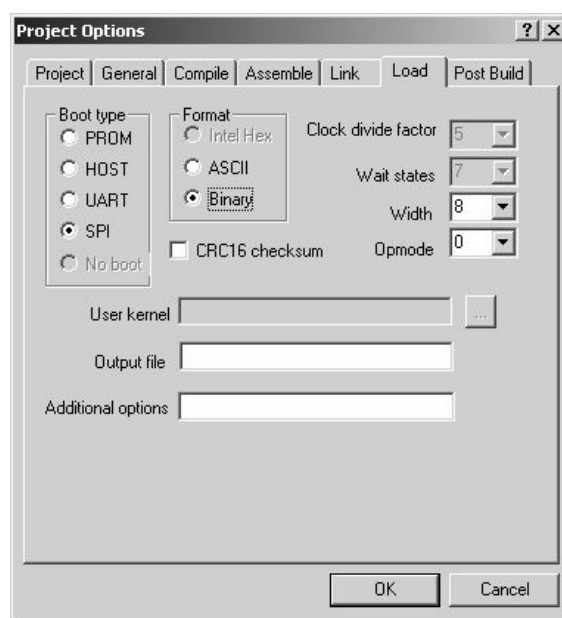 Project Options
Project General Compile Assemble Link Load Post Build
Boot type
PROM
HOST
UART
SPI
No boot
Format
Intel Hex
ASCII
Binary
CRC16 checksum
Clock divide factor 5
Wait states 7
Width 8
Opmode 0
User kernel ...
Output file
Additional options
OK Cancel